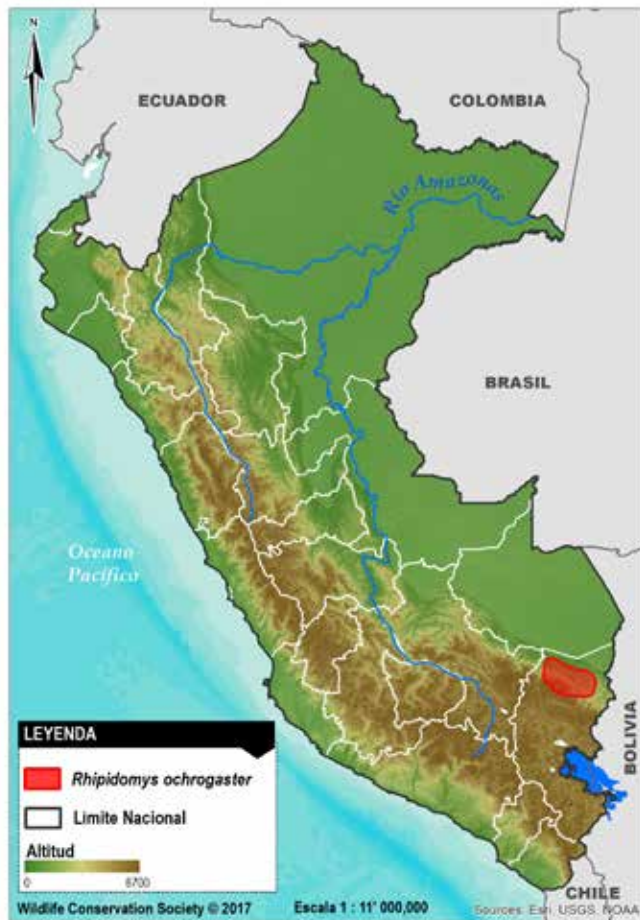 N
ECUADOR
COLOMBIA
Río Amazonas
BRASIL
Oceano
Pacífico
BOLIVIA
LEYENDA
Rhipidomys ochrogaster
Limite Nacional
Altitud
0 6700
CHILE
Wildlife Conservation Society © 2017 Escala 1 : 11' 000,000 Sources: Esri, USGS, NOAA